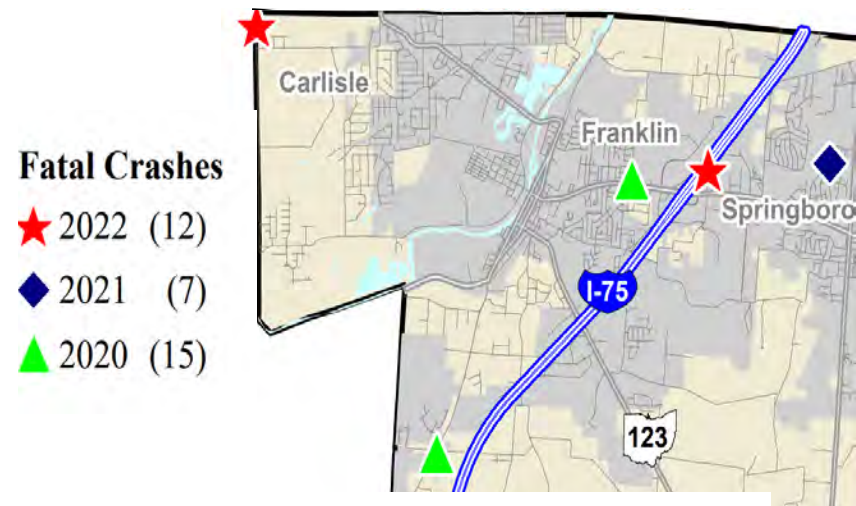 Carlisle
Franklin
Springboro
I-75
123
Fatal Crashes
2022 (12)
2021 (7)
2020 (15)